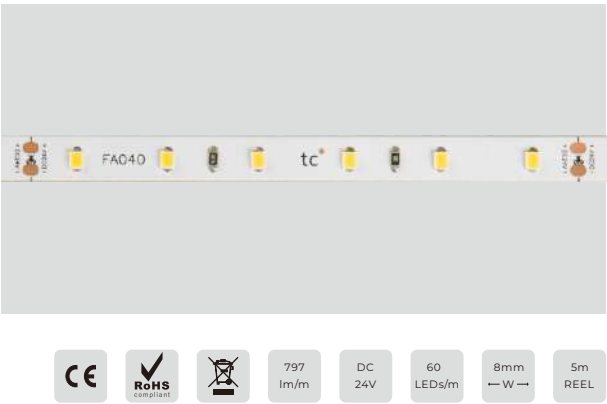 FA040
tc
CE
RoHS
compliant
797
lm/m
DC
24V
60
LEDs/m
8mm
W
5m
REEL